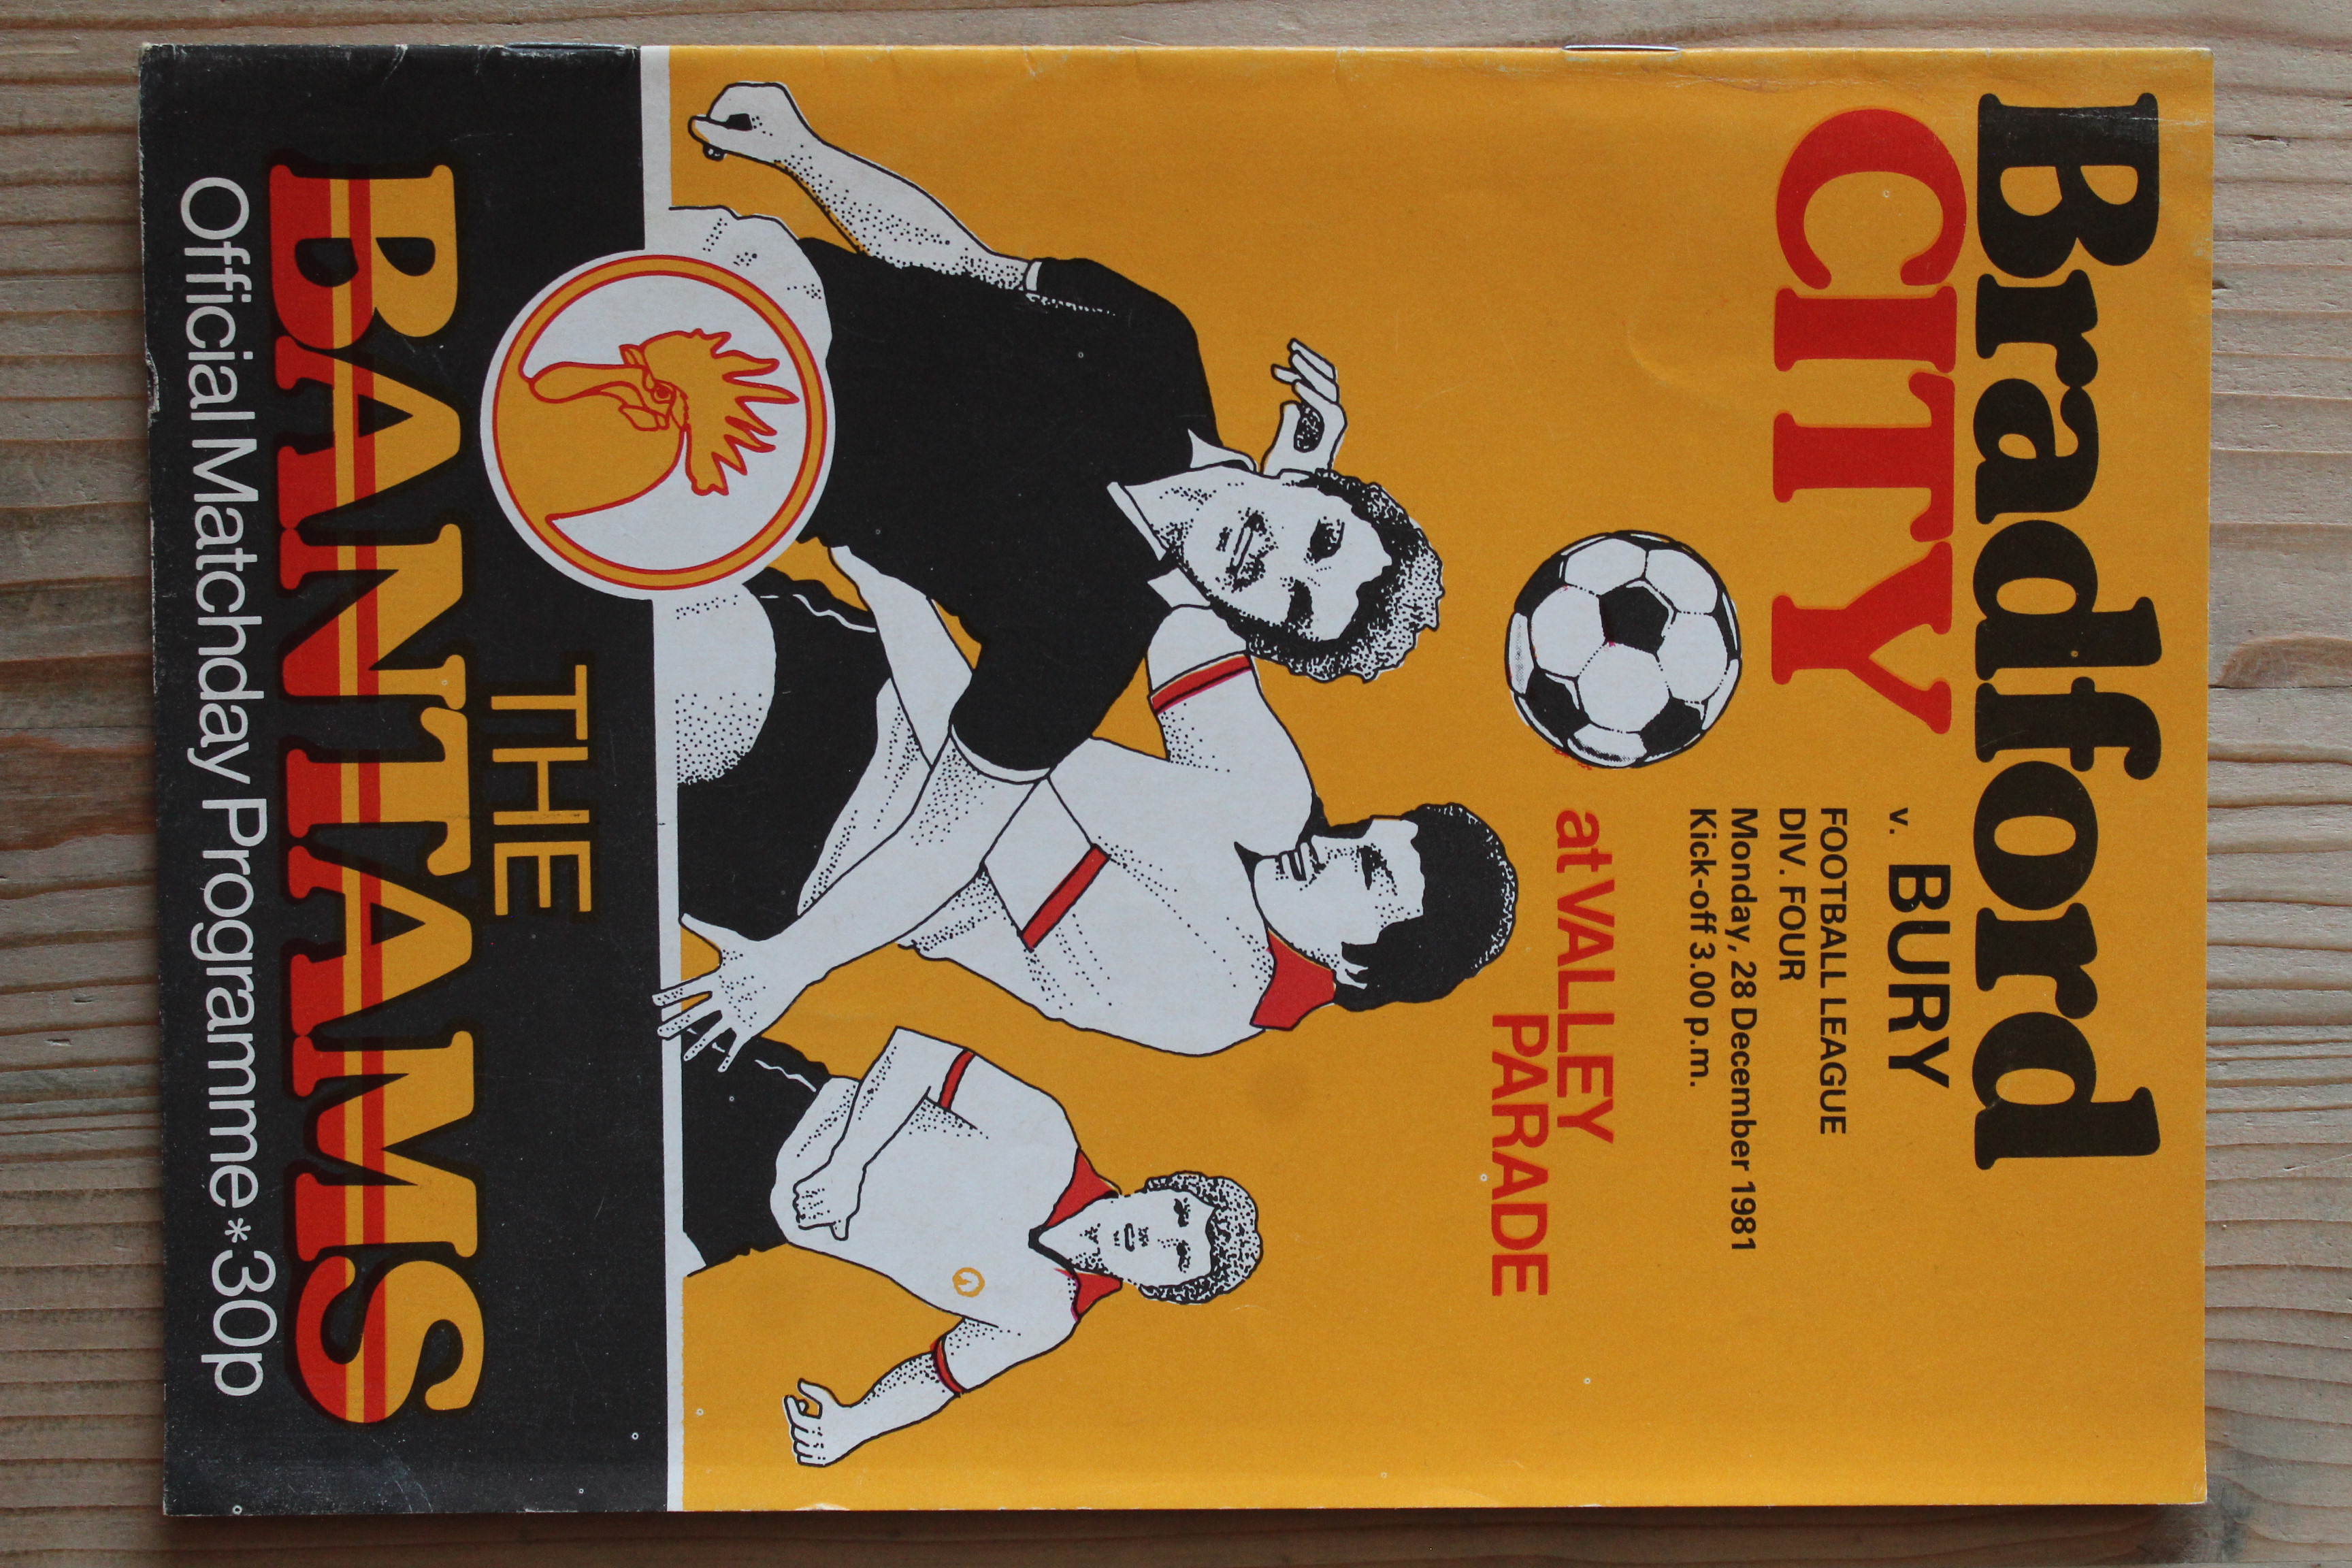 Bradford
CITY
v. BURY
FOOTBALL LEAGUE
DIV. FOUR
Monday, 28 December 1981
Kick-off 3.00 p.m.
at VALLEY
PARADE
THE
BANTAMS
Official Matchday Programme*30p